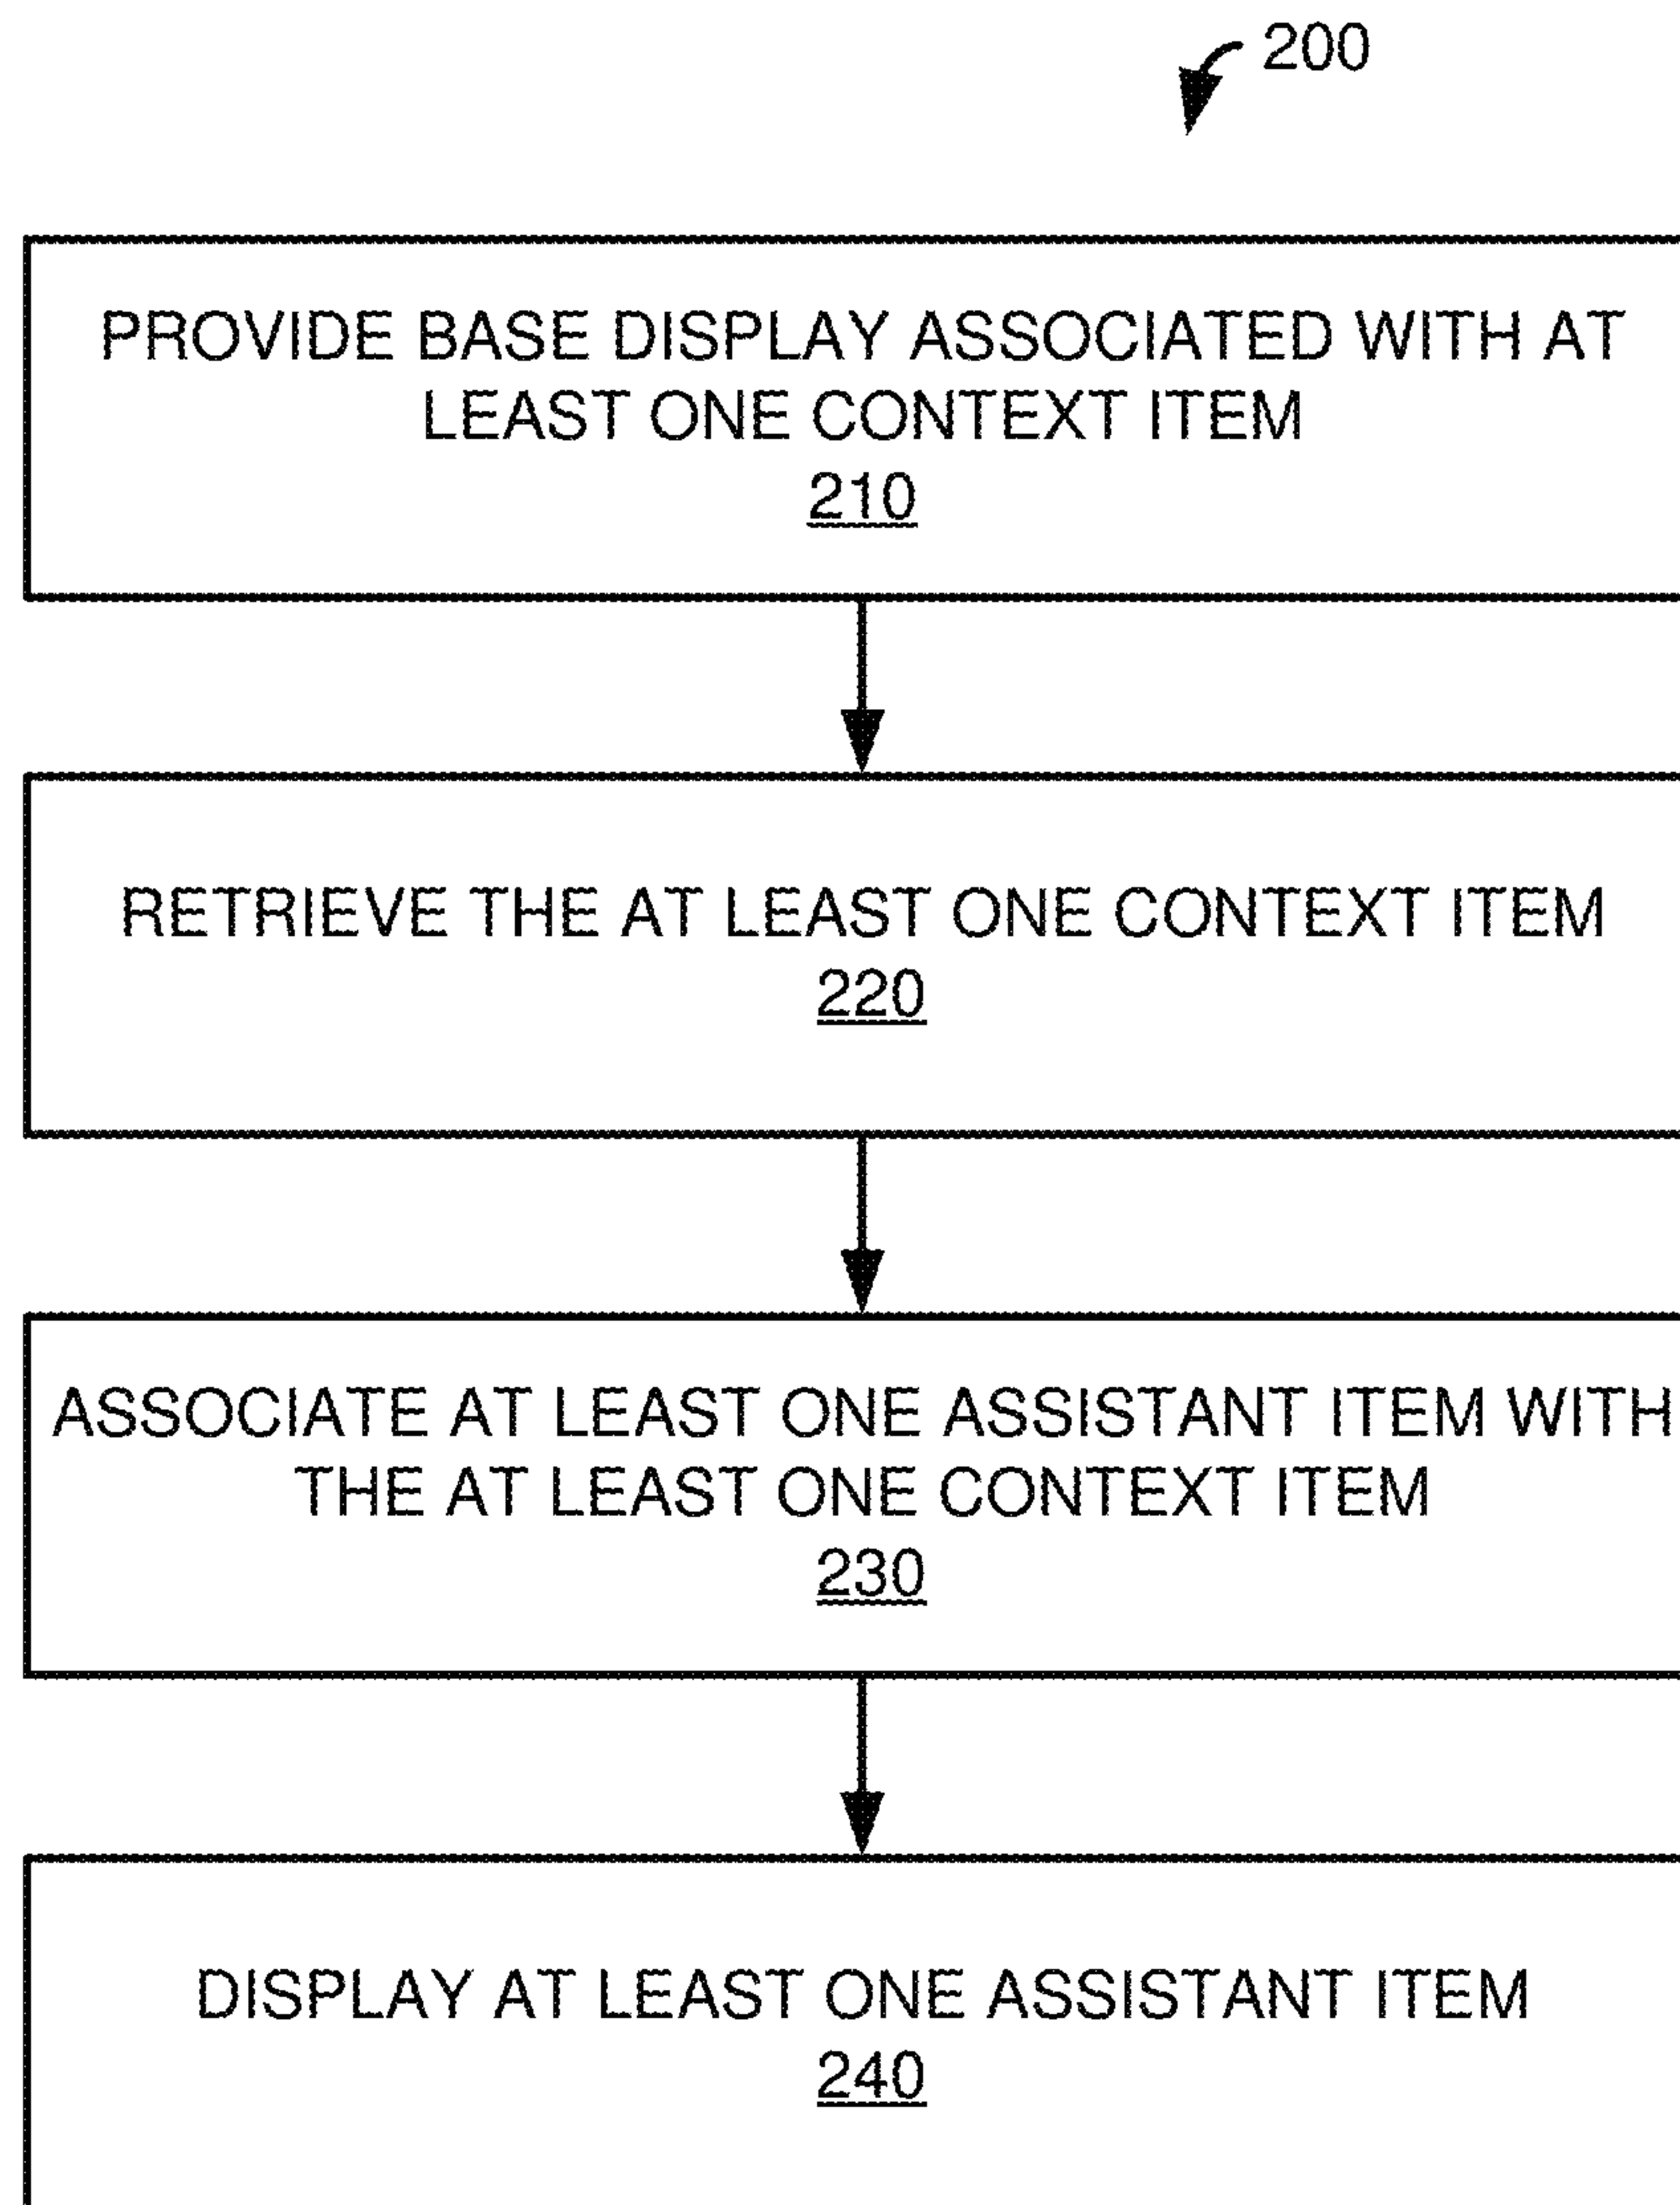 200
PROVIDE BASE DISPLAY ASSOCIATED WITH AT
LEAST ONE CONTEXT ITEM
210
RETRIEVE THE AT LEAST ONE CONTEXT ITEM
220
ASSOCIATE AT LEAST ONE ASSISTANT ITEM WITH
THE AT LEAST ONE CONTEXT ITEM
230
DISPLAY AT LEAST ONE ASSISTANT ITEM
240